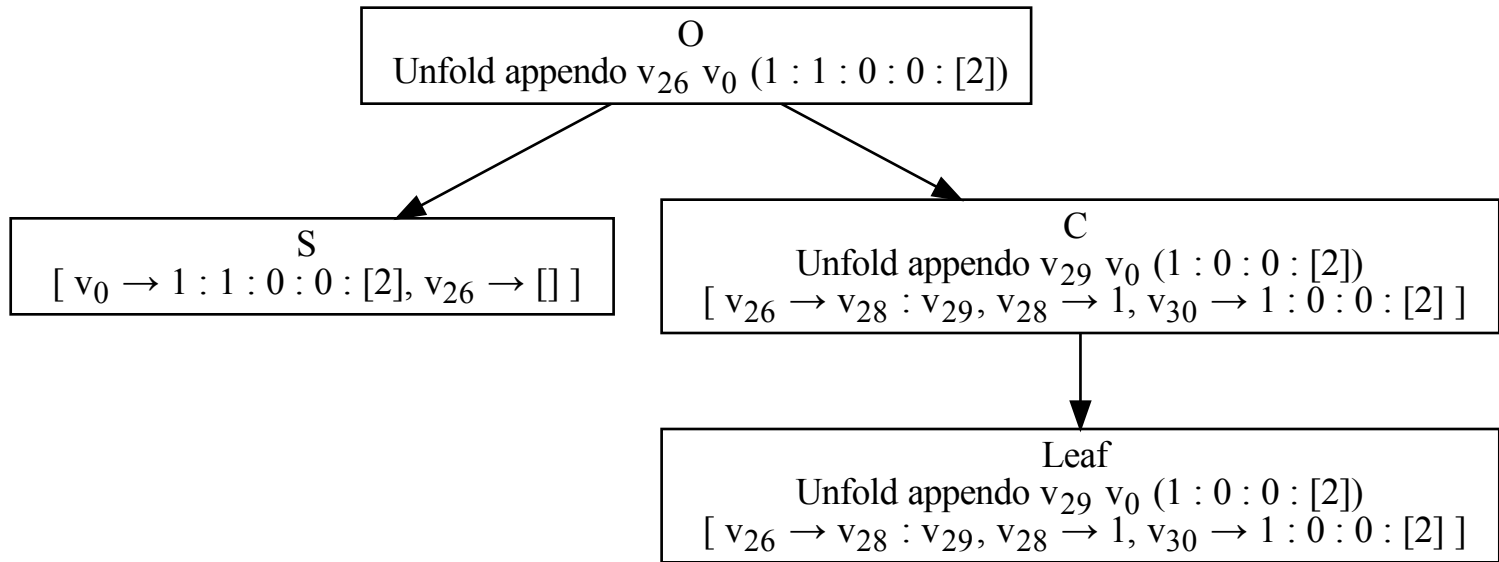 O
Unfold appendo v₂₆ v₀ (1 : 1 : 0 : 0 : [2])
S
[ v₀ → 1 : 1 : 0 : 0 : [2], v₂₆ → [] ]
C
Unfold appendo v₂₉ v₀ (1 : 0 : 0 : [2])
[ v₂₆ → v₂₈ : v₂₉, v₂₈ → 1, v₃₀ → 1 : 0 : 0 : [2] ]
Leaf
Unfold appendo v₂₉ v₀ (1 : 0 : 0 : [2])
[ v₂₆ → v₂₈ : v₂₉, v₂₈ → 1, v₃₀ → 1 : 0 : 0 : [2] ]